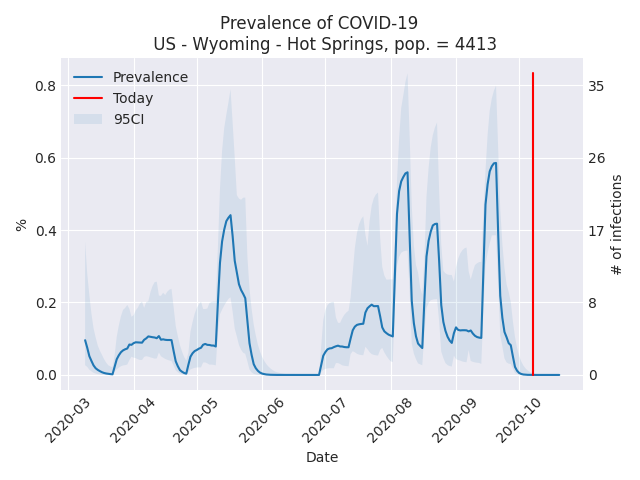 Prevalence of COVID-19
US - Wyoming - Hot Springs, pop. = 4413
Prevalence
Today
95CI
0.8
0.6
0.4
0.2
0.0
%
35
26
17
8
0
# of infections
2020-03
2020-04
2020-05
2020-06
2020-07
2020-08
2020-09
2020-10
Date